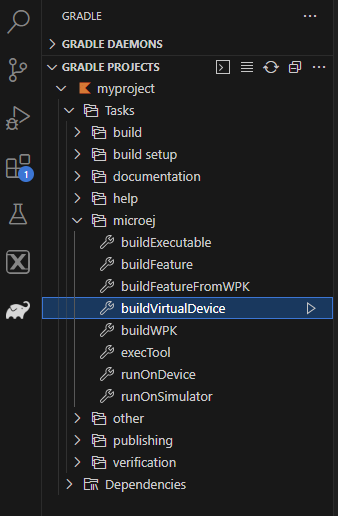 GRADLE
GRADLE DAEMONS
GRADLE PROJECTS
myproject
Tasks
build
build setup
documentation
help
microej
buildExecutable
buildFeature
buildFeatureFromWPK
buildVirtualDevice
buildWPK
execTool
runOnDevice
runOnSimulator
other
publishing
verification
Dependencies
1